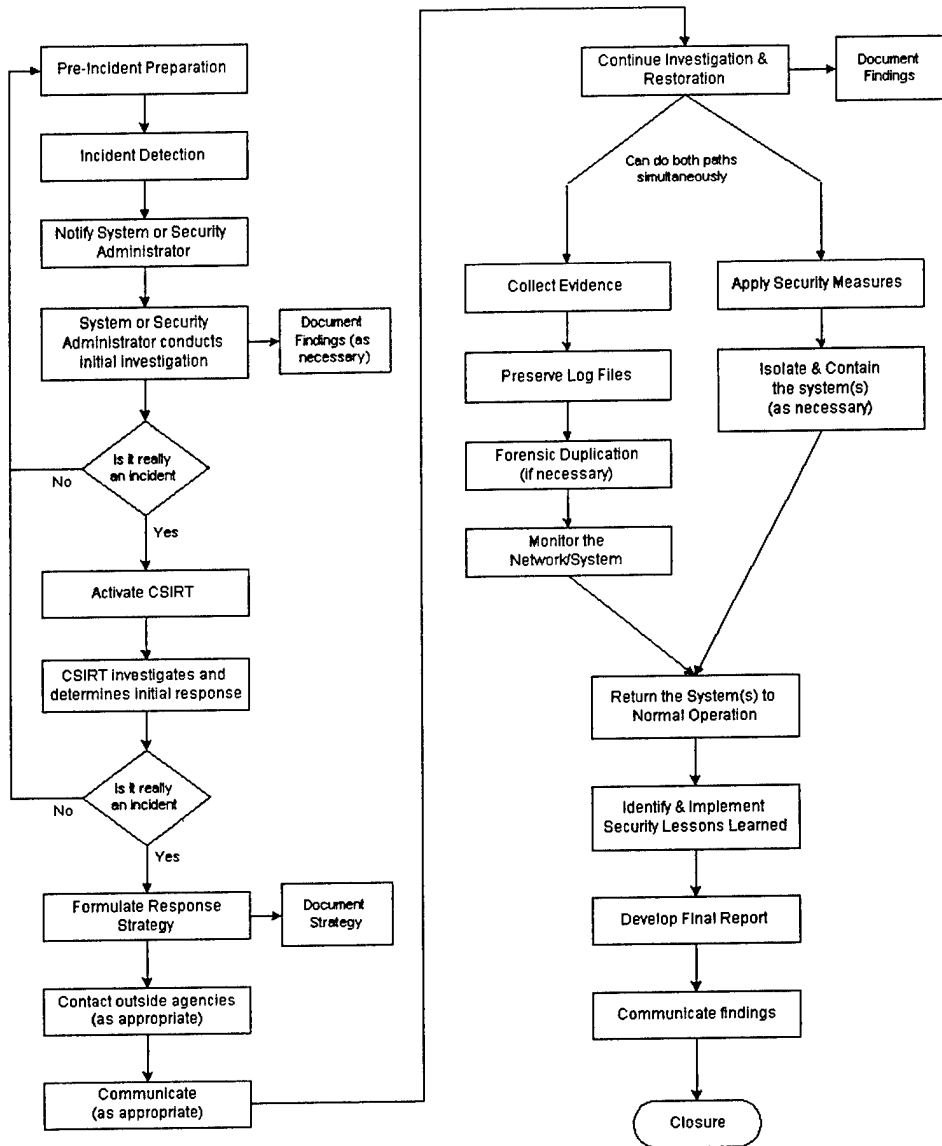 Pre-Incident Preparation
Incident Detection
Notify System or Security
Administrator
System or Security
Administrator conducts
initial investigation
Document
Findings (as
necessary)
Is it really
an incident
No
Yes
Activate CSIRT
CSIRT investigates and
determines initial response
Is it really
an incident
No
Yes
Formulate Response
Strategy
Document
Strategy
Contact outside agencies
(as appropriate)
Communicate
(as appropriate)
Continue Investigation &
Restoration
Document
Findings
Can do both paths
simultaneously
Collect Evidence
Preserve Log Files
Forensic Duplication
(if necessary)
Monitor the
Network/System
Apply Security Measures
Isolate & Contain
the system(s)
(as necessary)
Return the System(s) to
Normal Operation
Identify & Implement
Security Lessons Learned
Develop Final Report
Communicate findings
Closure